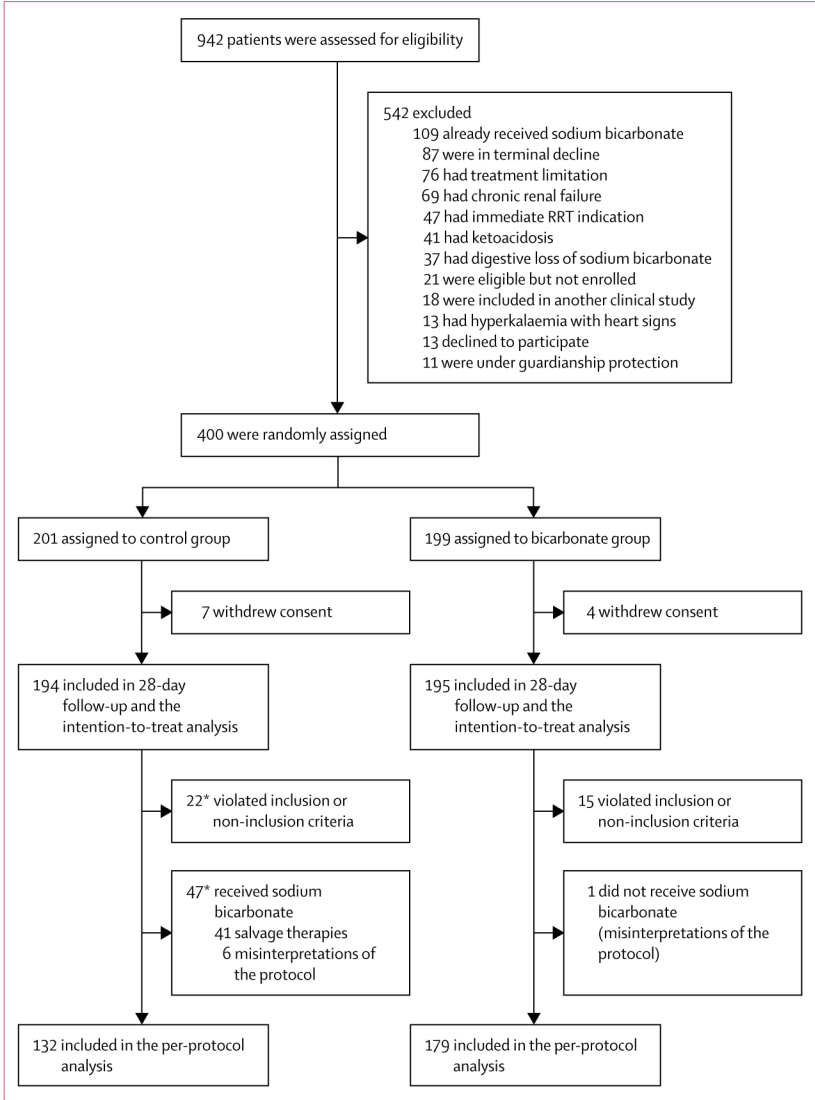 942 patients were assessed for eligibility
542 excluded
109 already received sodium bicarbonate
87 were in terminal decline
76 had treatment limitation
69 had chronic renal failure
47 had immediate RRT indication
41 had ketoacidosis
37 had digestive loss of sodium bicarbonate
21 were eligible but not enrolled
18 were included in another clinical study
13 had hyperkalaemia with heart signs
13 declined to participate
11 were under guardianship protection
400 were randomly assigned
201 assigned to control group
199 assigned to bicarbonate group
7 withdrew consent
4 withdrew consent
194 included in 28-day
follow-up and the
intention-to-treat analysis
195 included in 28-day
follow-up and the
intention-to-treat analysis
22* violated inclusion or
non-inclusion criteria
15 violated inclusion or
non-inclusion criteria
47* received sodium
bicarbonate
41 salvage therapies
6 misinterpretations of
the protocol
1 did not receive sodium
bicarbonate
(misinterpretations of the
protocol)
132 included in the per-protocol
analysis
179 included in the per-protocol
analysis